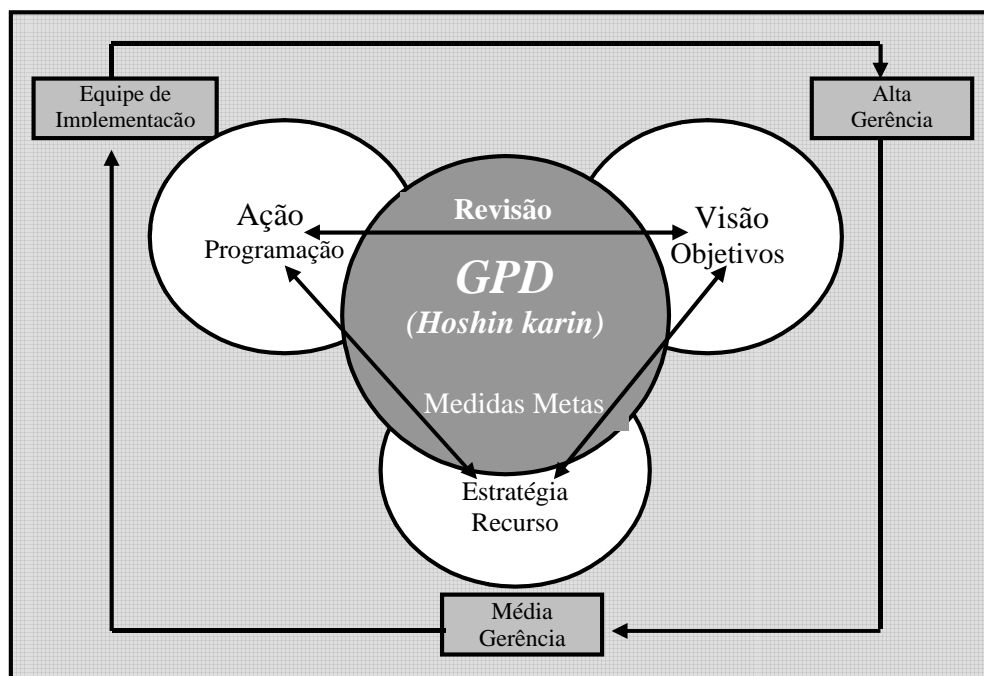 Equipe de
Implementação
Alta
Gerência
Ação
Programação
Revisão
Visão
Objetivos
GPD
(Hoshin karin)
Medidas Metas
Estratégia
Recurso
Média
Gerência